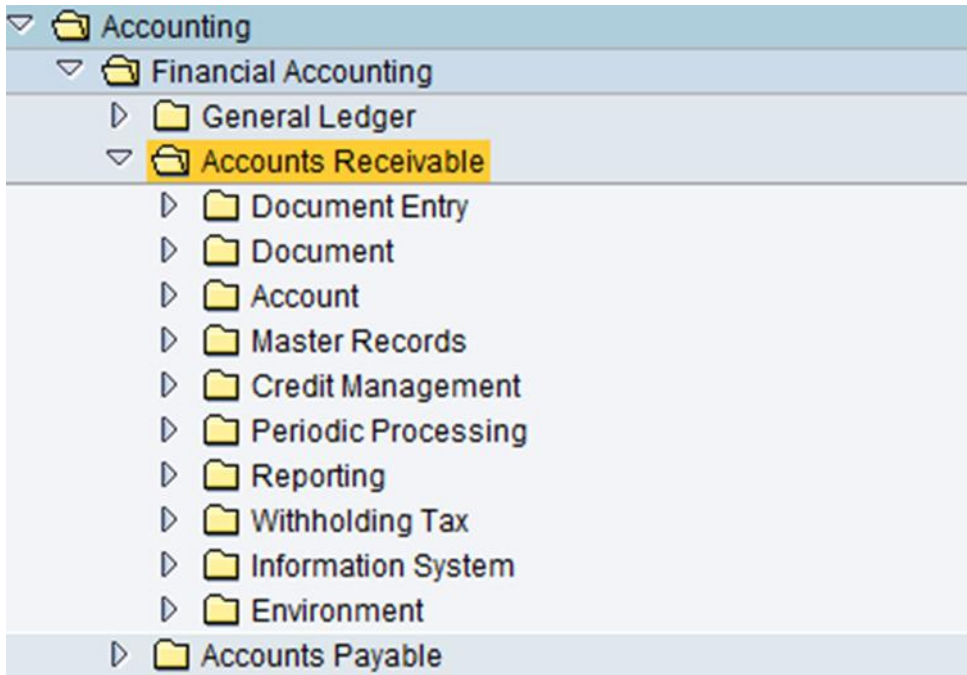 Accounting
Financial Accounting
General Ledger
Accounts Receivable
Document Entry
Document
Account
Master Records
Credit Management
Periodic Processing
Reporting
Withholding Tax
Information System
Environment
Accounts Payable